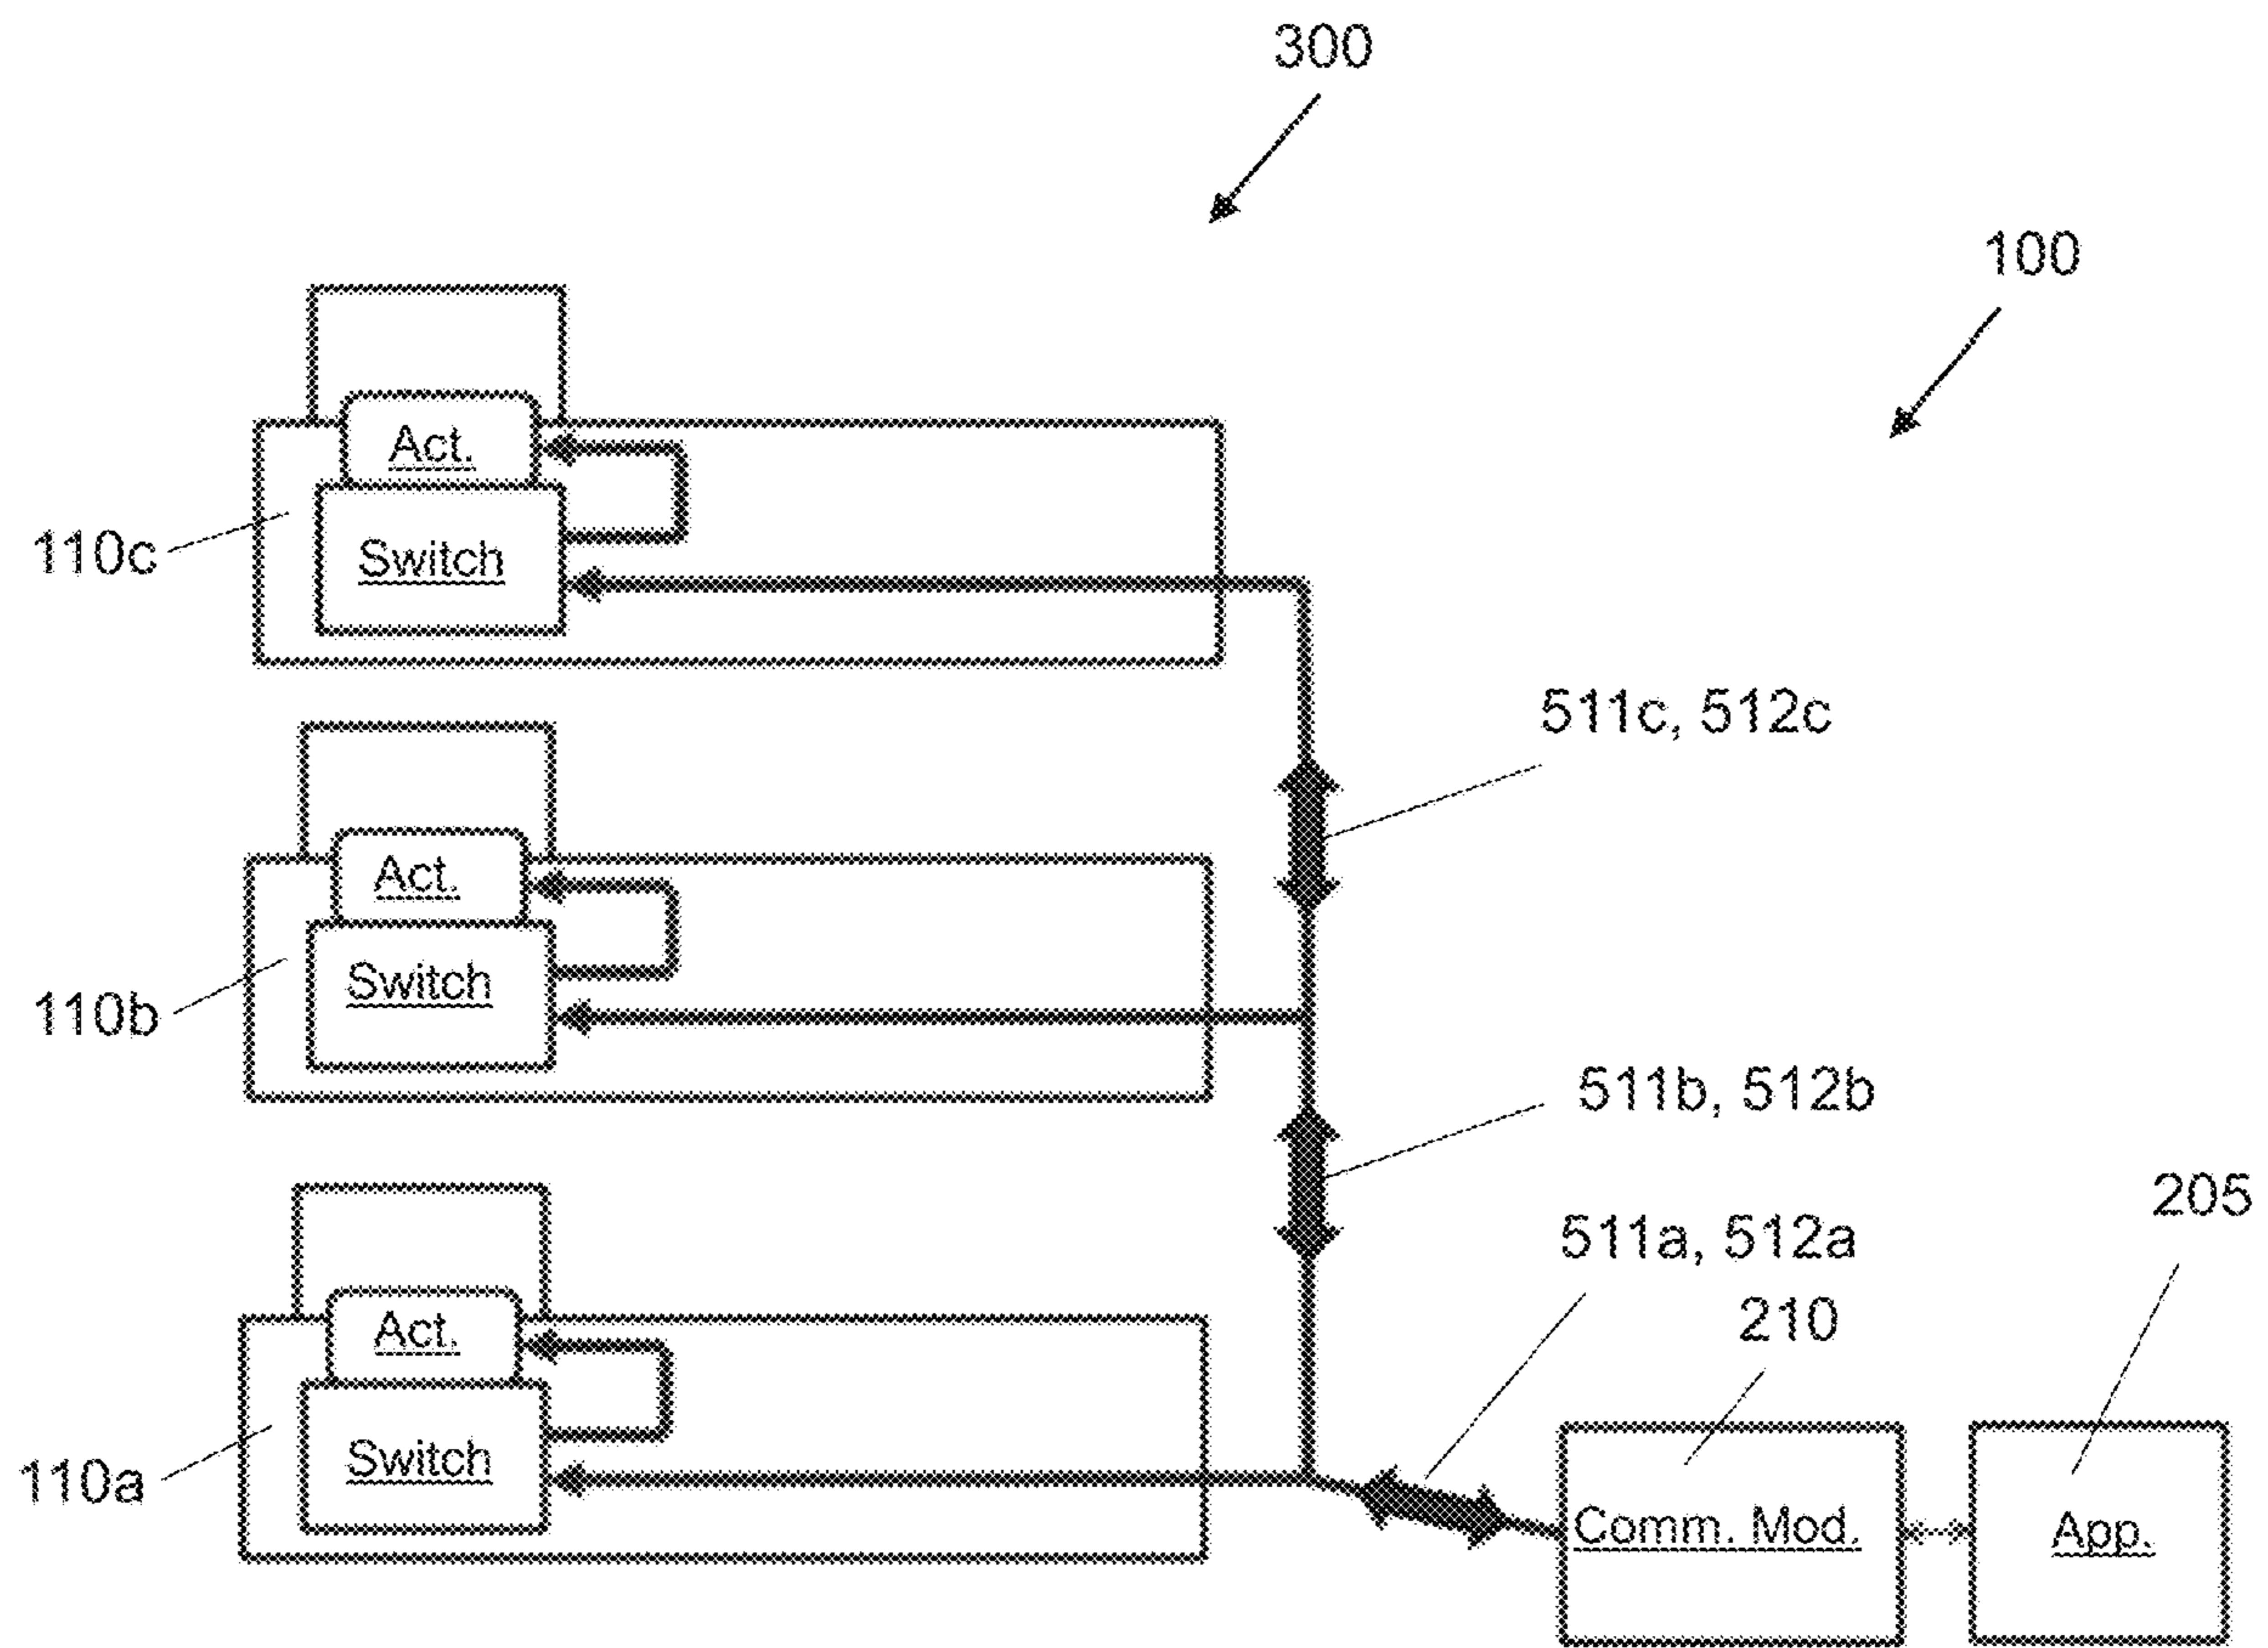 300
100
Act.
110c
Switch
511c, 512c
Act.
Switch
110b
511b, 512b
205
511a, 512a
210
Act.
Switch
110a
Comm. Mod.
App.